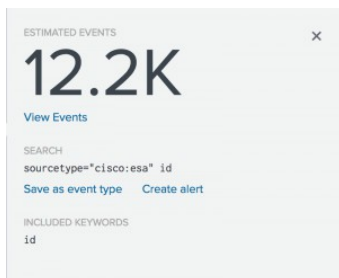 ESTIMATED EVENTS
12.2K
View Events
SEARCH
sourcetype="cisco:esa" id
Save as event type Create alert
INCLUDED KEYWORDS
id